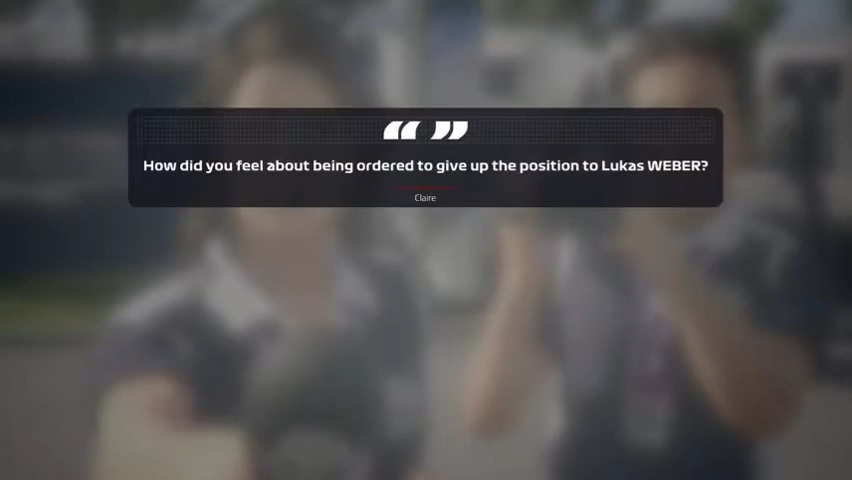 How did you feel about being ordered to give up the position to Lukas WEBER?
Claire